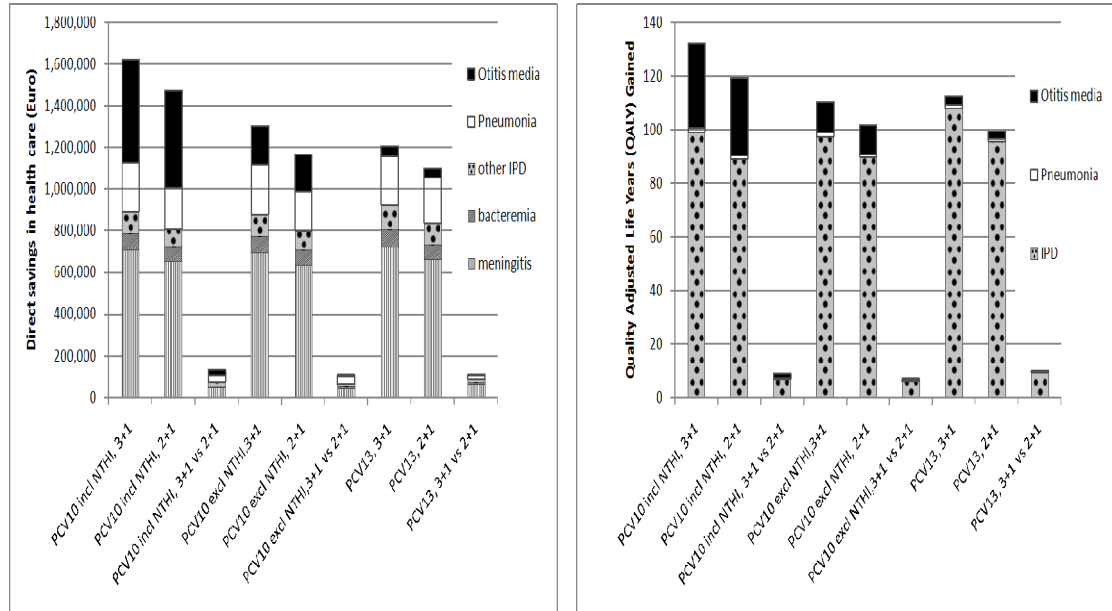 Direct savings in health care (Euro)
1,800,000
1,600,000
1,400,000
1,200,000
1,000,000
800,000
600,000
400,000
200,000
0
Otitis media
Pneumonia
other IPD
bacteremia
meningitis
PCV10 incl NTHI, 3+1
PCV10 incl NTHI, 2+1
PCV10 incl NTHI, 3+1 vs 2+1
PCV10 excl NTHI,3+1
PCV10 excl NTHI, 2+1
PCV10 excl NTHI,3+1 vs 2+1
PCV13, 3+1
PCV13, 2+1
PCV13, 3+1 vs 2+1
Quality Adjusted Life Years (QALY) Gained
140
120
100
80
60
40
20
0
Otitis media
Pneumonia
IPD
PCV10 incl NTHI, 3+1
PCV10 incl NTHI, 2+1
PCV10 incl NTHI, 3+1 vs 2+1
PCV10 excl NTHI,3+1
PCV10 excl NTHI, 2+1
PCV10 excl NTHI,3+1 vs 2+1
PCV13, 3+1
PCV13, 2+1
PCV13, 3+1 vs 2+1